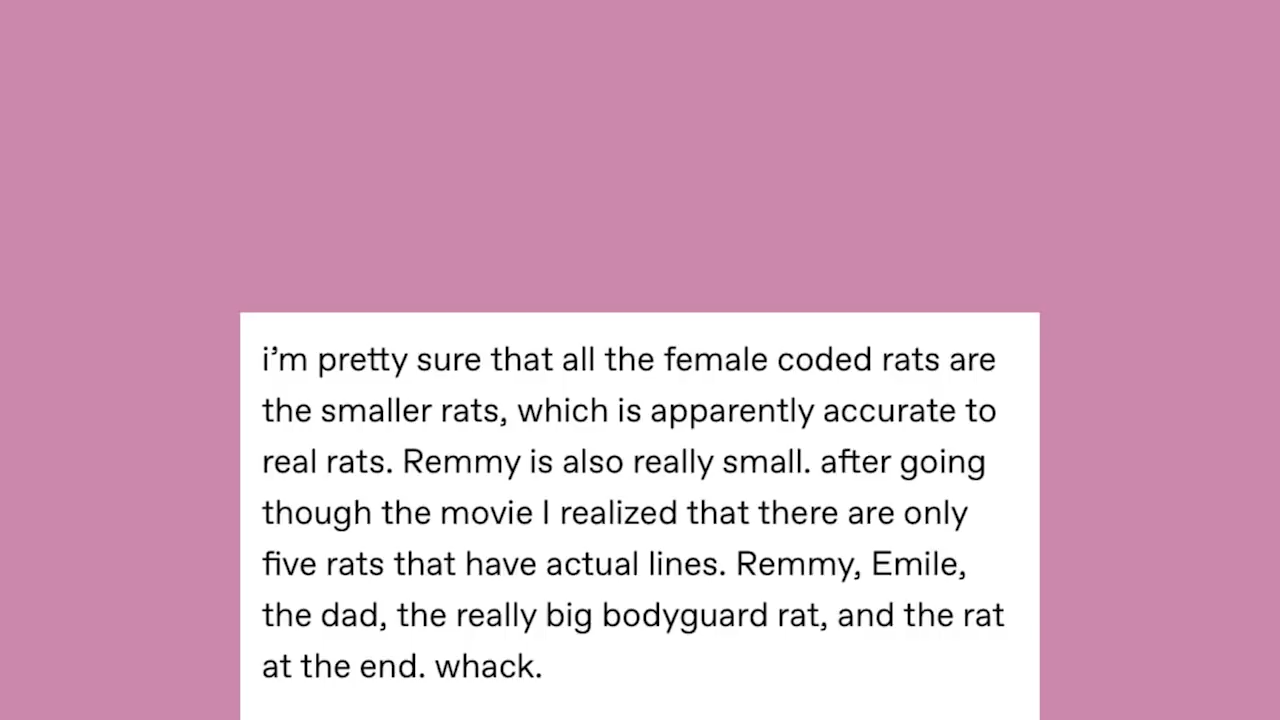 i’m pretty sure that all the female coded rats are
the smaller rats, which is apparently accurate to
real rats. Remmy is also really small. after going
though the movie I realized that there are only
five rats that have actual lines. Remmy, Emile,
the dad, the really big bodyguard rat, and the rat
at the end. whack.